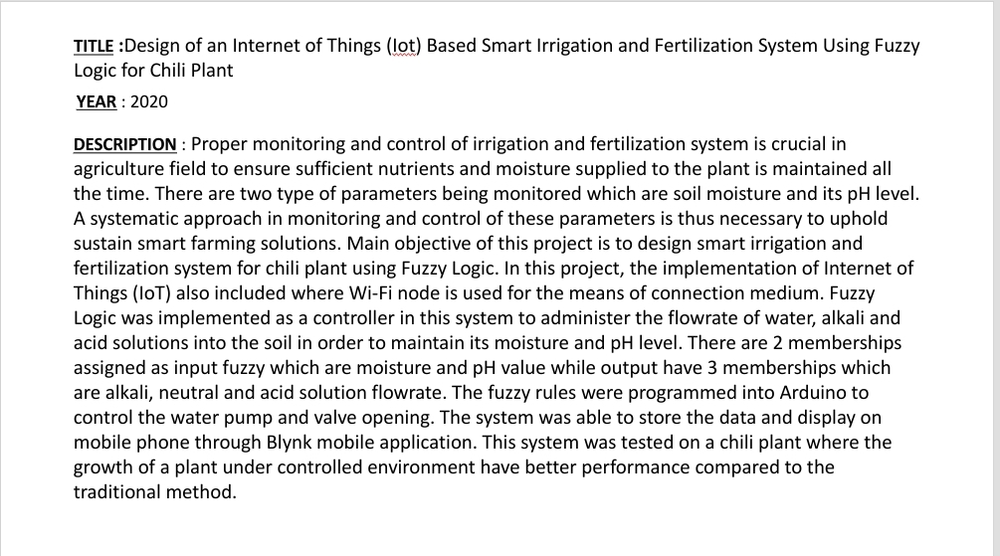 TITLE :Design of an Internet of Things (Iot) Based Smart Irrigation and Fertilization System Using Fuzzy
Logic for Chili Plant
YEAR : 2020
DESCRIPTION : Proper monitoring and control of irrigation and fertilization system is crucial in
agriculture field to ensure sufficient nutrients and moisture supplied to the plant is maintained all
the time. There are two type of parameters being monitored which are soil moisture and its pH level.
A systematic approach in monitoring and control of these parameters is thus necessary to uphold
sustain smart farming solutions. Main objective of this project is to design smart irrigation and
fertilization system for chili plant using Fuzzy Logic. In this project, the implementation of Internet of
Things (IoT) also included where Wi-Fi node is used for the means of connection medium. Fuzzy
Logic was implemented as a controller in this system to administer the flowrate of water, alkali and
acid solutions into the soil in order to maintain its moisture and pH level. There are 2 memberships
assigned as input fuzzy which are moisture and pH value while output have 3 memberships which
are alkali, neutral and acid solution flowrate. The fuzzy rules were programmed into Arduino to
control the water pump and valve opening. The system was able to store the data and display on
mobile phone through Blynk mobile application. This system was tested on a chili plant where the
growth of a plant under controlled environment have better performance compared to the
traditional method.